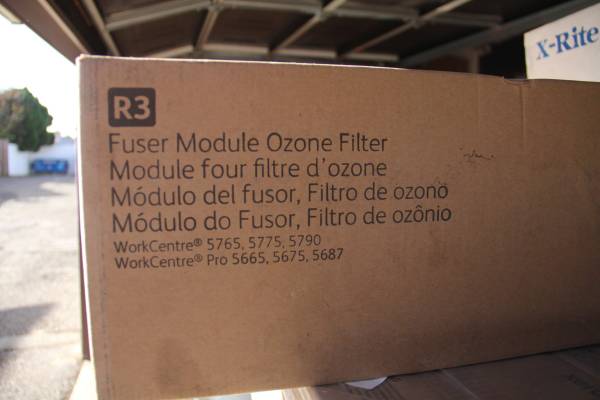 X-Rite
R3
Fuser Module Ozone Filter
Module four filtre d'ozone
Módulo del fusor, Filtro de ozono
Módulo do Fusor, Filtro de ozônio
WorkCentre® 5765, 5775, 5790
WorkCentre® Pro 5665, 5675, 5687